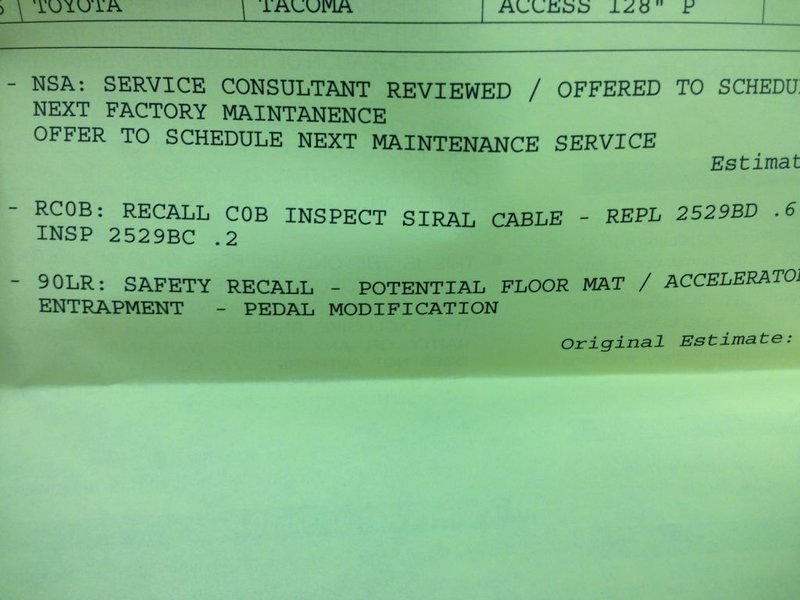 TOYOTA TACOMA ACCESS 128" P
- NSA: SERVICE CONSULTANT REVIEWED / OFFERED TO SCHEDU
NEXT FACTORY MAINTANENCE
OFFER TO SCHEDULE NEXT MAINTENANCE SERVICE
Estimat
- RC0B: RECALL C0B INSPECT SIRAL CABLE - REPL 2529BD .6
INSP 2529BC .2
- 90LR: SAFETY RECALL - POTENTIAL FLOOR MAT / ACCELERATOR
ENTRAPMENT - PEDAL MODIFICATION
Original Estimate: